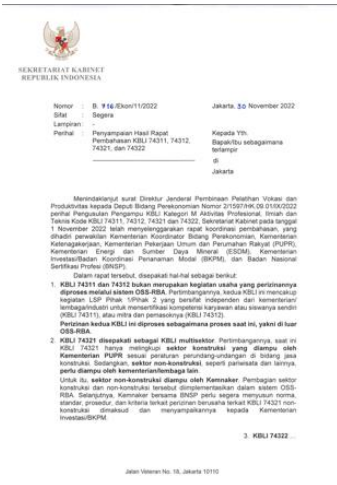 SEKRETARIAT KABINET
REPUBLIK INDONESIA
Nomor : B. 916/Ekon/11/2022 Jakarta, 30 November 2022
Sifat : Segera
Lampiran : -
Perihal : Penyampaian Hasil Rapat Kepada Yth.
Pembahasan KBLI 74311, 74312, Bapak/Ibu sebagaimana
74321, dan 74322 terlampir
di
Jakarta
Menindaklanjuti surat Direktur Jenderal Pembinaan Pelatihan Vokasi dan
Produktivitas kepada Deputi Bidang Perekonomian Nomor 2/1597/HK.09.01/IX/2022
perihal Pengusulan Pengampu KBLI Kategori M Aktivitas Profesional, Ilmiah dan
Teknis Kode KBLI 74311, 74312, 74321 dan 74322, Sekretariat Kabinet pada tanggal
1 November 2022 telah menyelenggarakan rapat koordinasi pembahasan, yang
dihadiri perwakilan Kementerian Koordinator Bidang Perekonomian, Kementerian
Ketenagakerjaan, Kementerian Pekerjaan Umum dan Perumahan Rakyat (PUPR),
Kementerian Energi dan Sumber Daya Mineral (ESDM), Kementerian
Investasi/Badan Koordinasi Penanaman Modal (BKPM), dan Badan Nasional
Sertifikasi Profesi (BNSP).
Dalam rapat tersebut, disepakati hal-hal sebagai berikut:
1. KBLI 74311 dan 74312 bukan merupakan kegiatan usaha yang perizinannya
diproses melalui sistem OSS-RBA. Pertimbangannya, kedua KBLI ini mencakup
kegiatan LSP Pihak 1/Pihak 2 yang bersifat independen dari kementerian/
lembaga/industri untuk mensertifikasi kompetensi karyawan atau siswanya sendiri
(KBLI 74311), atau mitra dan pemasoknya (KBLI 74312).
Perizinan kedua KBLI ini diproses sebagaimana proses saat ini, yakni di luar
OSS-RBA.
2. KBLI 74321 disepakati sebagai KBLI multisektor. Pertimbangannya, saat ini
KBLI 74321 hanya melingkupi sektor konstruksi yang diampu oleh
Kementerian PUPR sesuai peraturan perundang-undangan di bidang jasa
konstruksi. Sedangkan, sektor non-konstruksi, seperti pariwisata dan lainnya,
perlu diampu oleh kementerian/lembaga lain.
Untuk itu, sektor non-konstruksi diampu oleh Kemnaker. Pembagian sektor
konstruksi dan non-konstruksi tersebut diimplementasikan dalam sistem OSS-
RBA. Selanjutnya, Kemnaker bersama BNSP perlu segera menyusun norma,
standar, prosedur, dan kriteria terkait perizinan berusaha terkait KBLI 74321 non-
konstruksi dimaksud dan menyampaikannya kepada Kementerian
Investasi/BKPM.
3. KBLI 74322 ...
Jalan Veteran No. 18, Jakarta 10110